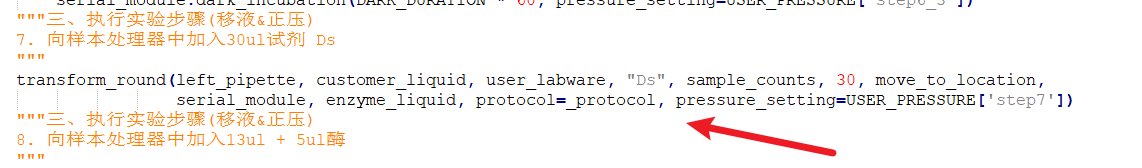 serial_module.dark_incubation(DARK_DURATION * 60, pressure_setting=USER_PRESSURE['step6_3'])
"""三、执行实验步骤(移液&正压)
7. 向样本处理器中加入30ul试剂 Ds
"""
transform_round(left_pipette, customer_liquid, user_labware, "Ds", sample_counts, 30, move_to_location,
serial_module, enzyme_liquid, protocol=_protocol, pressure_setting=USER_PRESSURE['step7'])
"""三、执行实验步骤(移液&正压)
8. 向样本处理器中加入13ul + 5ul酶
"""